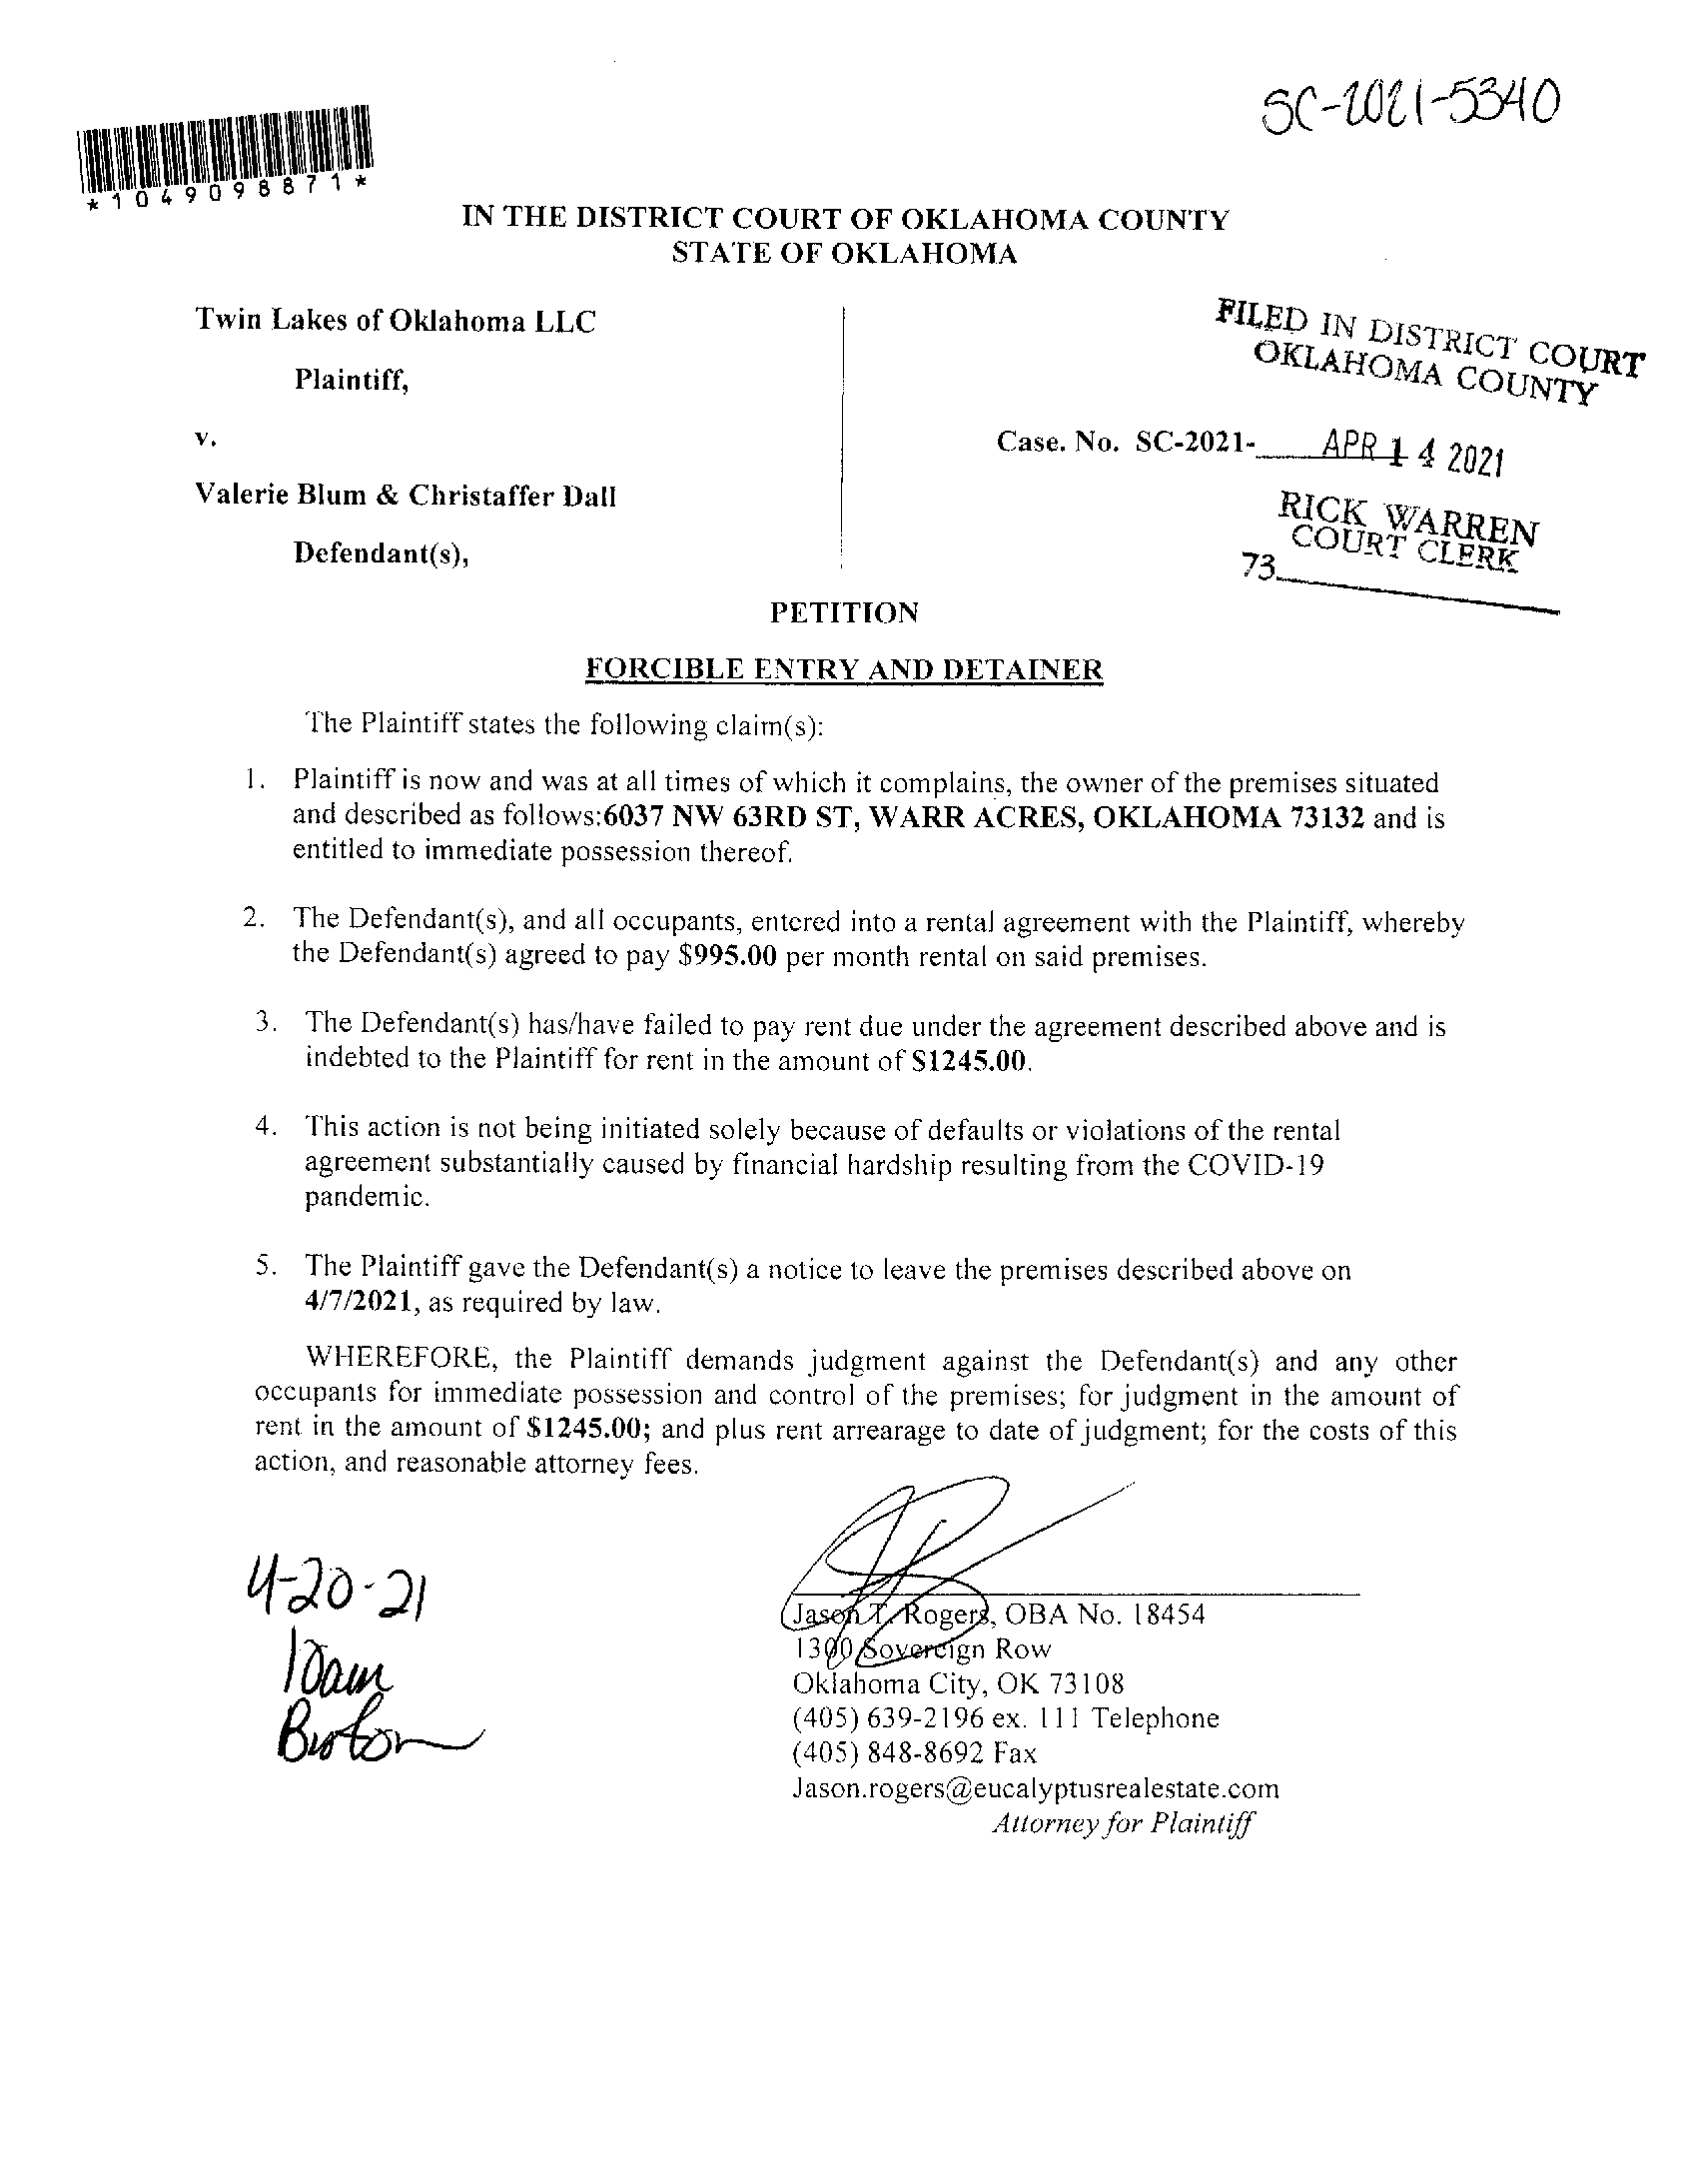 SC-2021-5340
*1049098871*
IN THE DISTRICT COURT OF OKLAHOMA COUNTY
STATE OF OKLAHOMA
Twin Lakes of Oklahoma LLC
Plaintiff,
v.
Valerie Blum & Christaffer Dall
Defendant(s),
FILED IN DISTRICT COURT
OKLAHOMA COUNTY
Case. No. SC-2021-
APR 14 2021
RICK WARREN
COURT CLERK
73
PETITION
FORCIBLE ENTRY AND DETAINER
The Plaintiff states the following claim(s):
1. Plaintiff is now and was at all times of which it complains, the owner of the premises situated
and described as follows:6037 NW 63RD ST, WARR ACRES, OKLAHOMA 73132 and is
entitled to immediate possession thereof.
2. The Defendant(s), and all occupants, entered into a rental agreement with the Plaintiff, whereby
the Defendant(s) agreed to pay $995.00 per month rental on said premises.
3. The Defendant(s) has/have failed to pay rent due under the agreement described above and is
indebted to the Plaintiff for rent in the amount of $1245.00.
4. This action is not being initiated solely because of defaults or violations of the rental
agreement substantially caused by financial hardship resulting from the COVID-19
pandemic.
5. The Plaintiff gave the Defendant(s) a notice to leave the premises described above on
4/7/2021, as required by law.
WHEREFORE, the Plaintiff demands judgment against the Defendant(s) and any other
occupants for immediate possession and control of the premises; for judgment in the amount of
rent in the amount of $1245.00; and plus rent arrearage to date of judgment; for the costs of this
action, and reasonable attorney fees.
4-20-21
10am
Jason T. Rogers, OBA No. 18454
1300 Sovereign Row
Oklahoma City, OK 73108
(405) 639-2196 ex. 111 Telephone
(405) 848-8692 Fax
Jason.rogers@eucalyptusrealestate.com
Attorney for Plaintiff